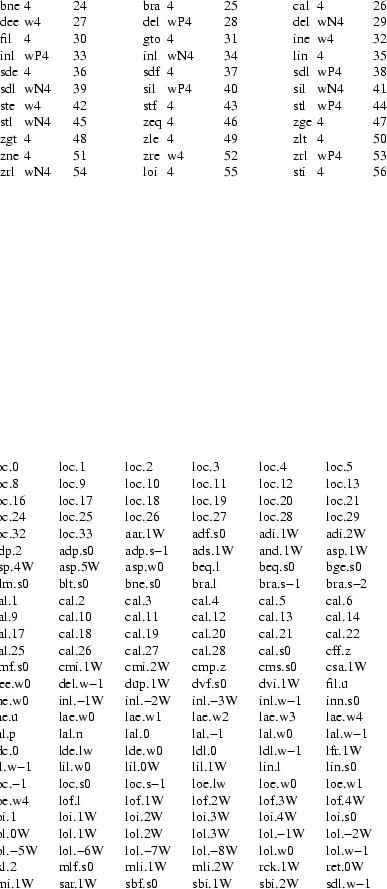 bne 4 24 bra 4 25 cal 4 26
dee w4 27 del wP4 28 del wN4 29
fil 4 30 gto 4 31 ine w4 32
inl wP4 33 inl wN4 34 lin 4 35
sde 4 36 sdf 4 37 sdl wP4 38
sdl wN4 39 sil wP4 40 sil wN4 41
ste w4 42 stf 4 43 stl wP4 44
stl wN4 45 zeq 4 46 zge 4 47
zgt 4 48 zle 4 49 zlt 4 50
zne 4 51 zre w4 52 zrl wP4 53
zrl wN4 54 loi 4 55 sti 4 56
oc.0 loc.1 loc.2 loc.3 loc.4 loc.5
oc.8 loc.9 loc.10 loc.11 loc.12 loc.13
oc.16 loc.17 loc.18 loc.19 loc.20 loc.21
oc.24 loc.25 loc.26 loc.27 loc.28 loc.29
oc.32 loc.33 aar.1W adf.s0 adi.1W adi.2W
dp.2 adp.s0 adp.s−1 ads.1W and.1W asp.1W
sp.4W asp.5W asp.w0 beq.l beq.s0 bge.s0
lm.s0 blt.s0 bne.s0 bra.l bra.s−1 bra.s−2
al.1 cal.2 cal.3 cal.4 cal.5 cal.6
al.9 cal.10 cal.11 cal.12 cal.13 cal.14
al.17 cal.18 cal.19 cal.20 cal.21 cal.22
al.25 cal.26 cal.27 cal.28 cal.s0 cff.z
mf.s0 cmi.1W cmi.2W cmp.z cms.s0 csa.1W
ee.w0 del.w−1 dup.1W dvf.s0 dvi.1W fil.u
ne.w0 inl.−1W inl.−2W inl.−3W inl.w−1 inn.s0
ae.u lae.w0 lae.w1 lae.w2 lae.w3 lae.w4
al.p lal.n lal.0 lal.−1 lal.w0 lal.w−1
dc.0 lde.lw lde.w0 ldl.0 ldl.w−1 lfr.1W
l.w−1 lil.w0 lil.0W lil.1W lin.l lin.s0
oc.−1 loc.s0 loc.s−1 loe.lw loe.w0 loe.w1
oe.w4 lof.l lof.1W lof.2W lof.3W lof.4W
oi.1 loi.1W loi.2W loi.3W loi.4W loi.s0
ol.0W lol.1W lol.2W lol.3W lol.−1W lol.−2W
ol.−5W lol.−6W lol.−7W lol.−8W lol.w0 lol.w−1
xl.2 mlf.s0 mli.1W mli.2W rck.1W ret.0W
mi.1W sar.1W sbf.s0 sbi.1W sbi.2W sdl.w−1